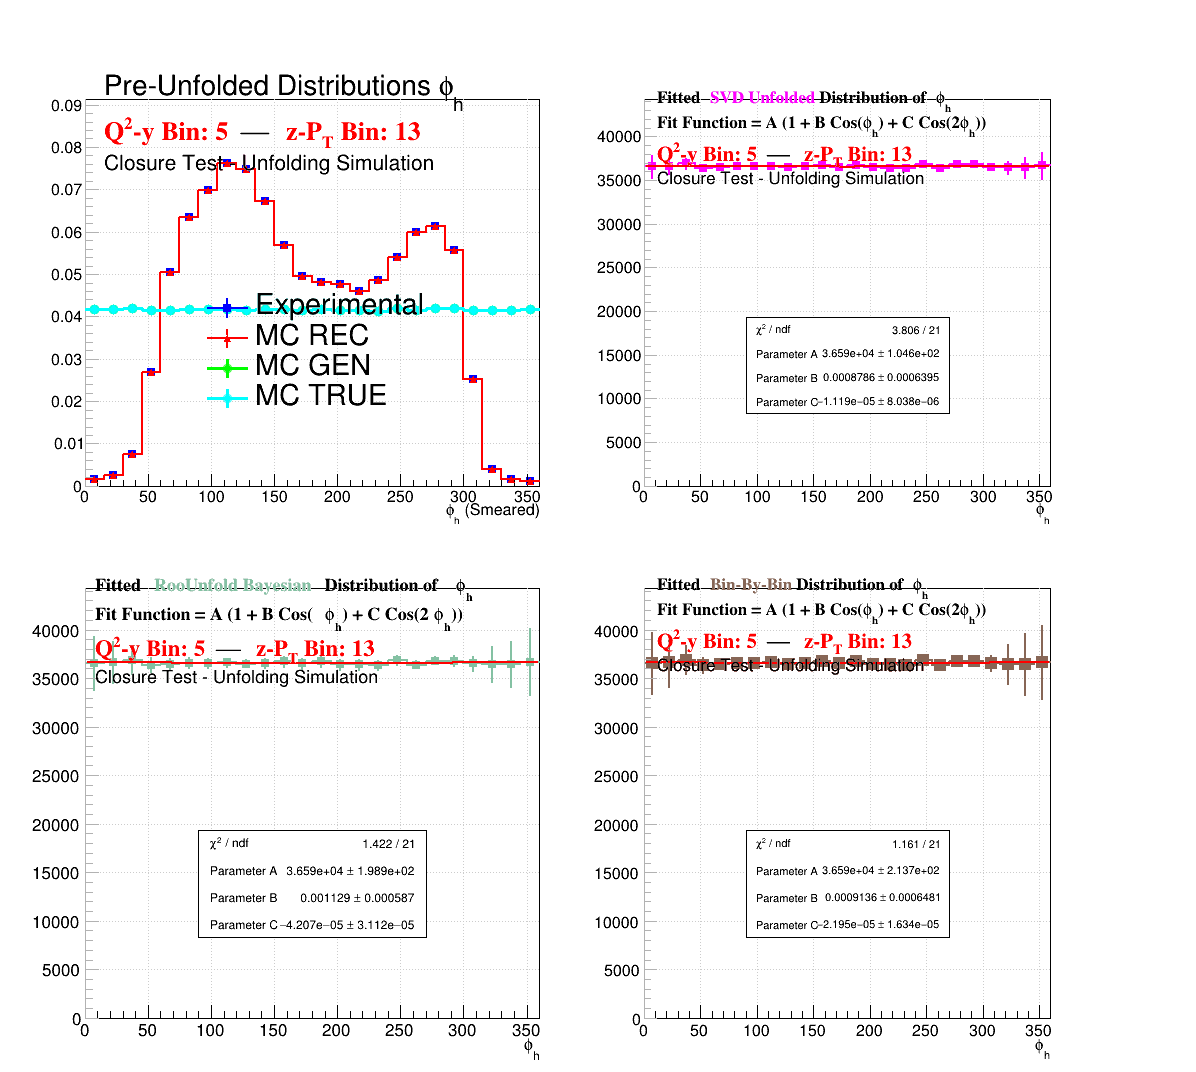 Pre-Unfolded Distributions ϕh
Q²-y Bin: 5 — z-PT Bin: 13
Closure Test - Unfolding Simulation
0.09
0.08
0.07
0.06
0.05
0.04
0.03
0.02
0.01
0
Experimental
MC REC
MC GEN
MC TRUE
0 50 100 150 200 250 300 350
ϕh (Smeared)
Fitted SVD Unfolded Distribution of ϕh
Fit Function = A (1 + B Cos(ϕh) + C Cos(2ϕh))
Q²-y Bin: 5 — z-PT Bin: 13
Closure Test - Unfolding Simulation
40000
35000
30000
25000
20000
15000
10000
5000
0
χ² / ndf 3.806 / 21
Parameter A 3.659e+04 ± 1.046e+02
Parameter B 0.0008786 ± 0.0006395
Parameter C −1.119e−05 ± 8.038e−06
0 50 100 150 200 250 300 350
ϕh
Fitted RooUnfold Bayesian Distribution of ϕh
Fit Function = A (1 + B Cos( ϕh) + C Cos(2 ϕh))
Q²-y Bin: 5 — z-PT Bin: 13
Closure Test - Unfolding Simulation
40000
35000
30000
25000
20000
15000
10000
5000
0
χ² / ndf 1.422 / 21
Parameter A 3.659e+04 ± 1.989e+02
Parameter B 0.001129 ± 0.000587
Parameter C −4.207e−05 ± 3.112e−05
0 50 100 150 200 250 300 350
ϕh
Fitted Bin-By-Bin Distribution of ϕh
Fit Function = A (1 + B Cos(ϕh) + C Cos(2ϕh))
Q²-y Bin: 5 — z-PT Bin: 13
Closure Test - Unfolding Simulation
40000
35000
30000
25000
20000
15000
10000
5000
0
χ² / ndf 1.161 / 21
Parameter A 3.659e+04 ± 2.137e+02
Parameter B 0.0009136 ± 0.0006481
Parameter C −2.195e−05 ± 1.634e−05
0 50 100 150 200 250 300 350
ϕh